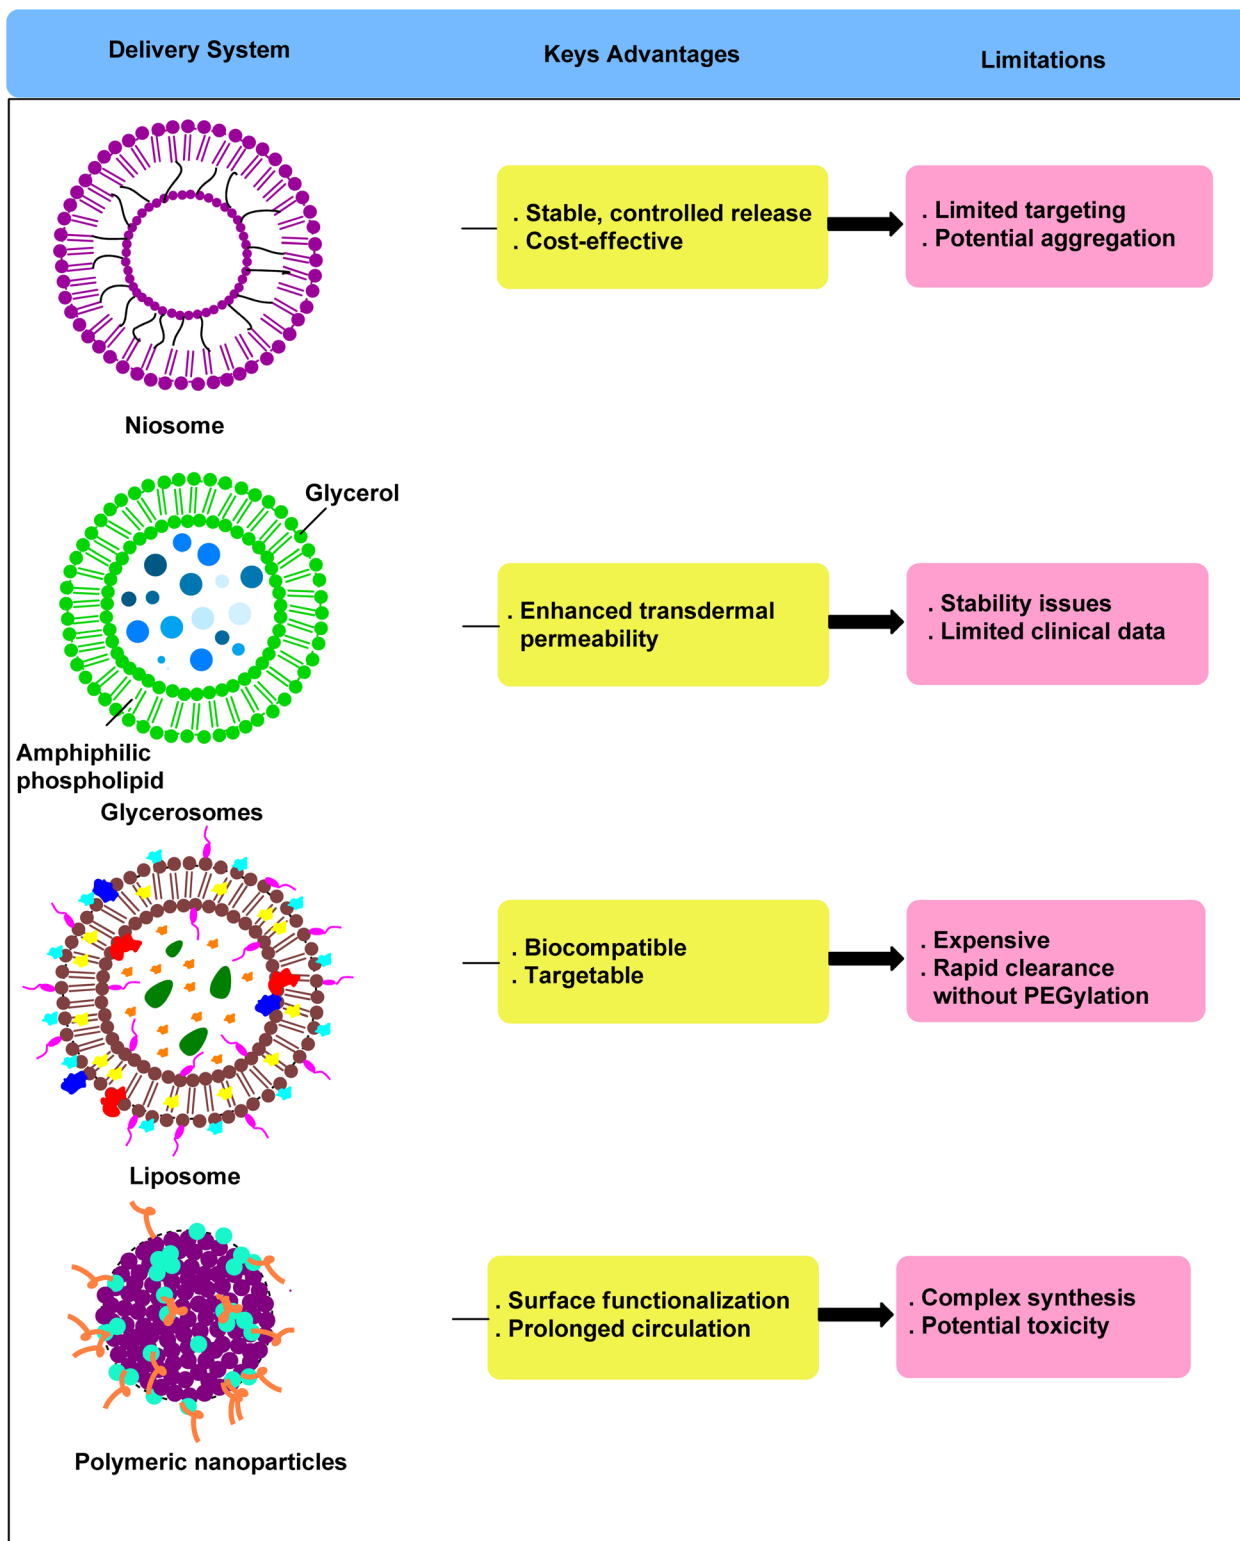 Delivery System
Keys Advantages
Limitations
. Stable, controlled release
. Cost-effective
. Limited targeting
. Potential aggregation
Niosome
Glycerol
. Enhanced transdermal
permeability
. Stability issues
. Limited clinical data
Amphiphilic
phospholipid
Glycerosomes
. Biocompatible
. Targetable
. Expensive
. Rapid clearance
without PEGylation
Liposome
. Surface functionalization
. Prolonged circulation
. Complex synthesis
. Potential toxicity
Polymeric nanoparticles